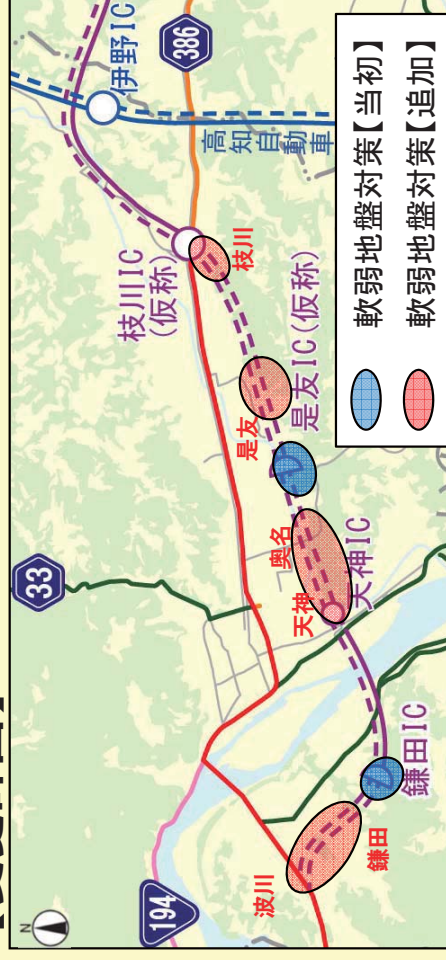 N
33
194
386
伊野IC
高知自動車
枝川IC
(仮称)
枝川
是友IC(仮称)
是友
奥名
天神
天神IC
鎌田IC
鎌田
波川
軟弱地盤対策【当初】
軟弱地盤対策【追加】